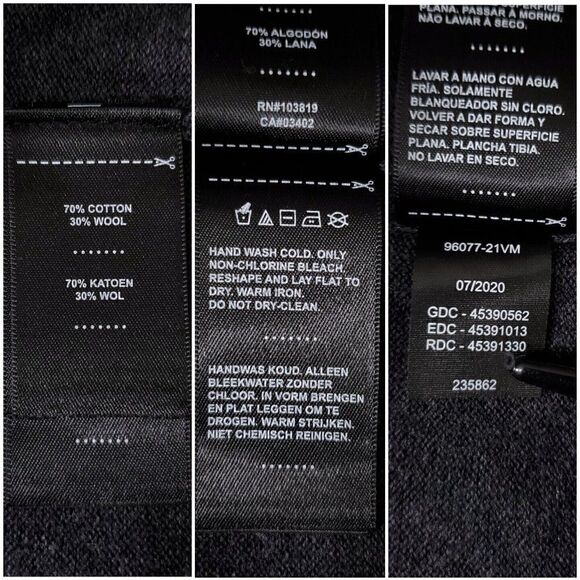 70% COTTON
30% WOOL
70% KATOEN
30% WOL
70% ALGODÓN
30% LANA
RN#103819
CA#03402
HAND WASH COLD. ONLY
NON-CHLORINE BLEACH.
RESHAPE AND LAY FLAT TO
DRY. WARM IRON.
DO NOT DRY-CLEAN.
HANDWAS KOUD. ALLEEN
BLEEKWATER ZONDER
CHLOOR. IN VORM BRENGEN
EN PLAT LEGGEN OM TE
DROGEN. WARM STRIJKEN.
NIET CHEMISCH REINIGEN.
PLANA. PASSAR A MORNO.
NÃO LAVAR À SECO.
LAVAR A MANO CON AGUA
FRÍA. SOLAMENTE
BLANQUEADOR SIN CLORO.
VOLVER A DAR FORMA Y
SECAR SOBRE SUPERFICIE
PLANA. PLANCHA TIBIA.
NO LAVAR EN SECO.
96077-21VM
07/2020
GDC - 45390562
EDC - 45391013
RDC - 45391330
235862